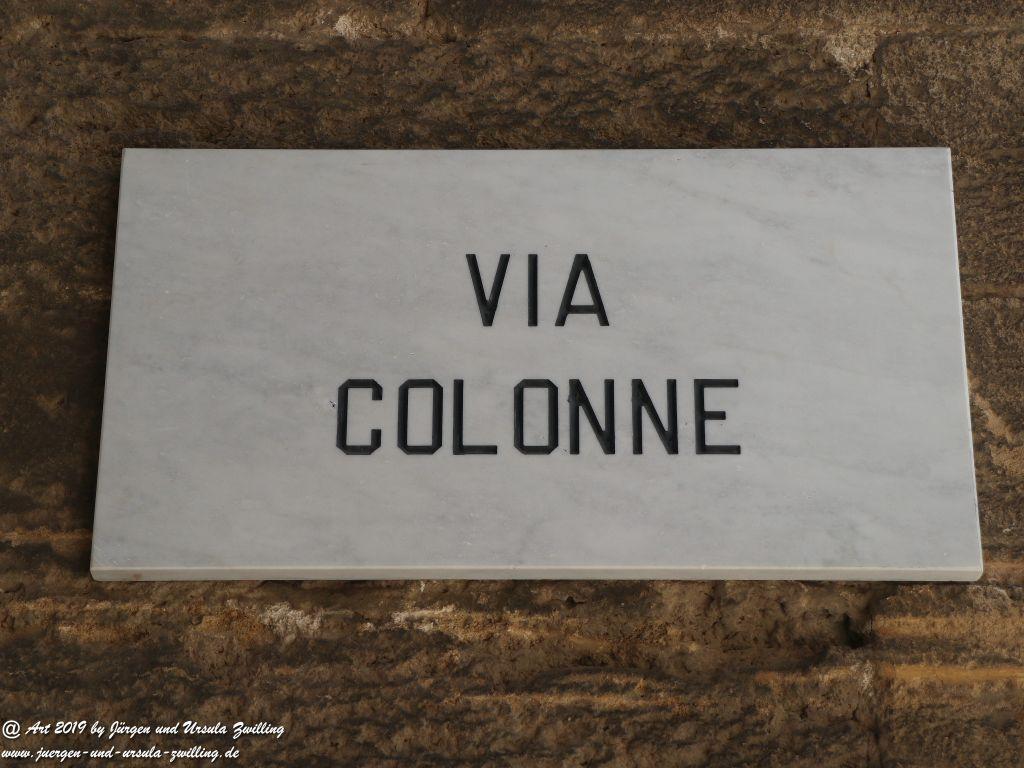 VIA
COLONNE
@ Art 2019 by Jürgen und Ursula Zwilling
www.juergen-und-ursula-zwilling.de